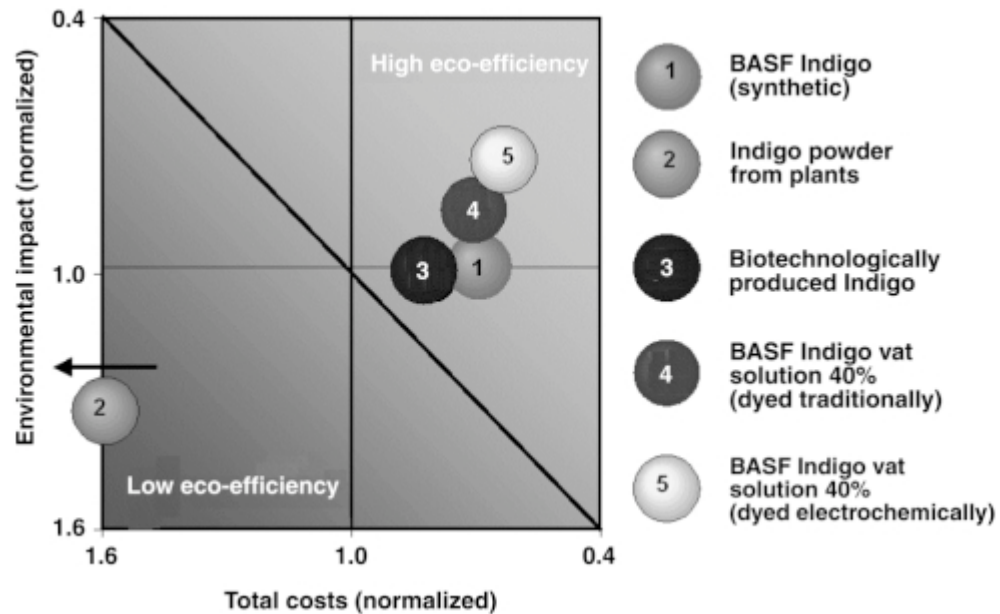 0.4
High eco-efficiency
5
4
Environmental impact (normalized)
1.0
3
1
2
Low eco-efficiency
1.6
1.6
1.0
0.4
Total costs (normalized)
1
BASF Indigo
(synthetic)
2
Indigo powder
from plants
3
Biotechnologically
produced Indigo
4
BASF Indigo vat
solution 40%
(dyed traditionally)
5
BASF Indigo vat
solution 40%
(dyed electrochemically)